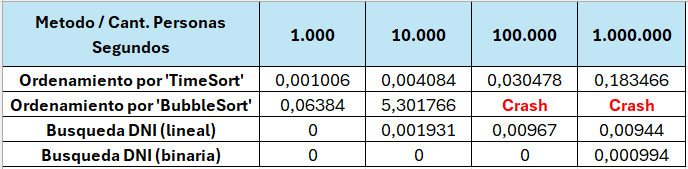 Metodo / Cant. Personas
Segundos
1.000 10.000 100.000 1.000.000
Ordenamiento por 'TimeSort' 0,001006 0,004084 0,030478 0,183466
Ordenamiento por 'BubbleSort' 0,06384 5,301766 Crash Crash
Busqueda DNI (lineal) 0 0,001931 0,00967 0,00944
Busqueda DNI (binaria) 0 0 0 0,000994